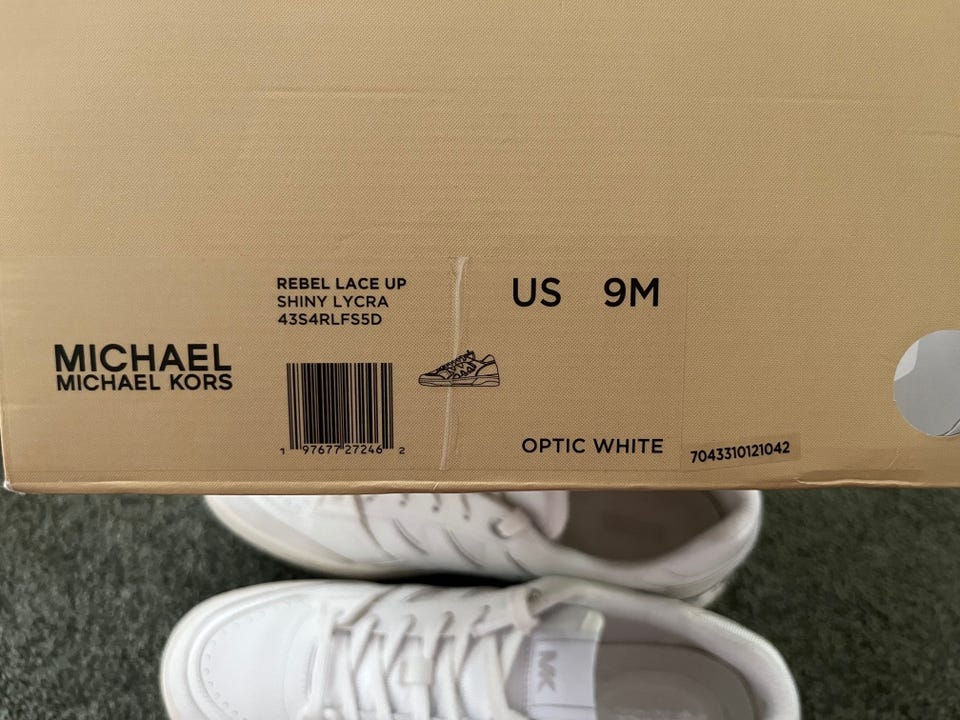 REBEL LACE UP
SHINY LYCRA
43S4RLFS5D
US 9M
MICHAEL
MICHAEL KORS
1 97677 27246 2
OPTIC WHITE
7043310121042
MK